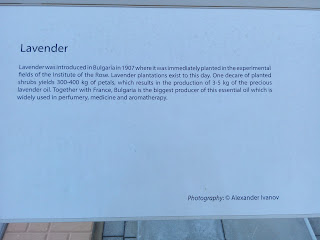 Lavender
Lavender was introduced in Bulgaria in 1907 where it was immediately planted in the experimental
fields of the Institute of the Rose. Lavender plantations exist to this day. One decare of planted
shrubs yields 300-400 kg of petals, which results in the production of 3-5 kg of the precious
lavender oil. Together with France, Bulgaria is the biggest producer of this essential oil which is
widely used in perfumery, medicine and aromatherapy.
Photography: © Alexander Ivanov